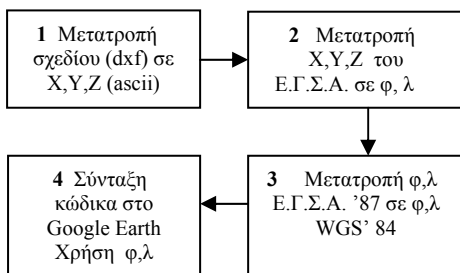 1 Μετατροπή
σχεδίου (dxf) σε
Χ,Υ,Ζ (ascii)
2 Μετατροπή
Χ,Υ,Ζ του
Ε.Γ.Σ.Α. σε φ, λ
3 Μετατροπή φ,λ
Ε.Γ.Σ.Α. ’87 σε φ,λ
WGS’ 84
4 Σύνταξη
κώδικα στο
Google Earth
Χρήση φ,λ